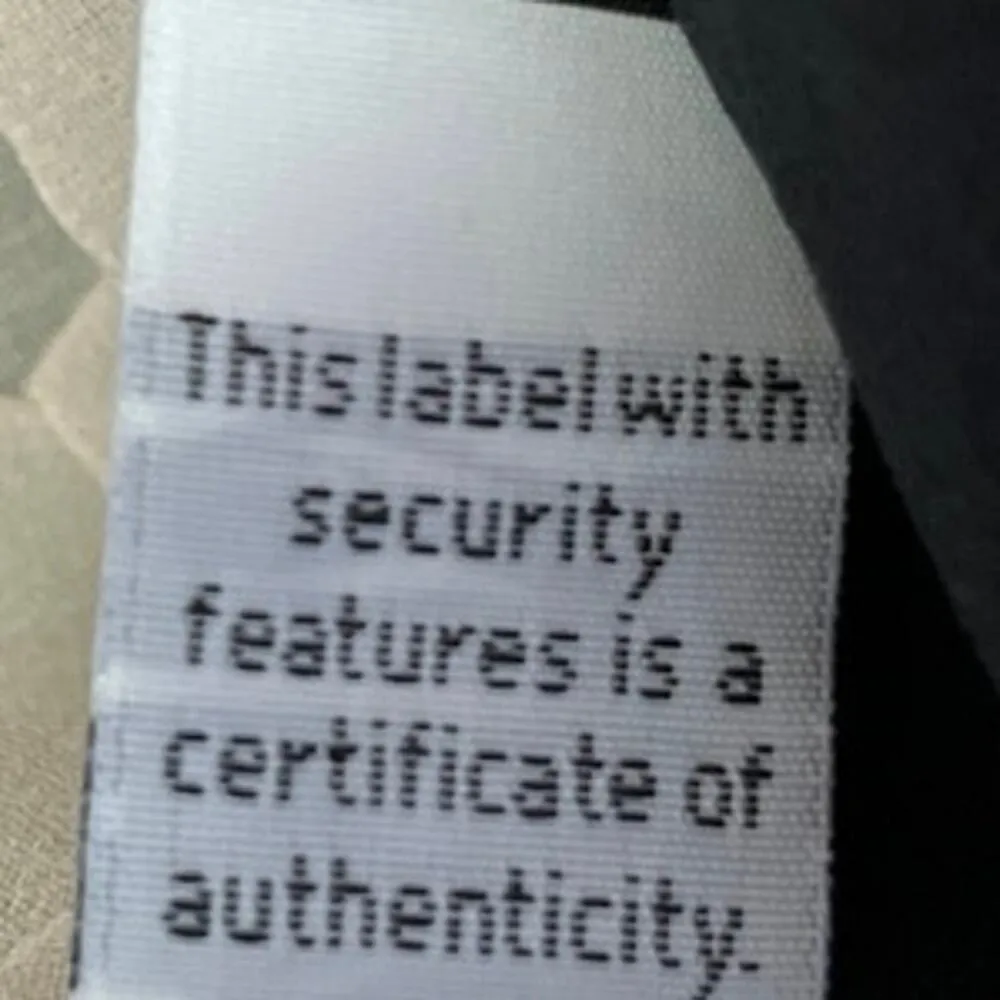 This label with
security
features is a
certificate of
authenticity.